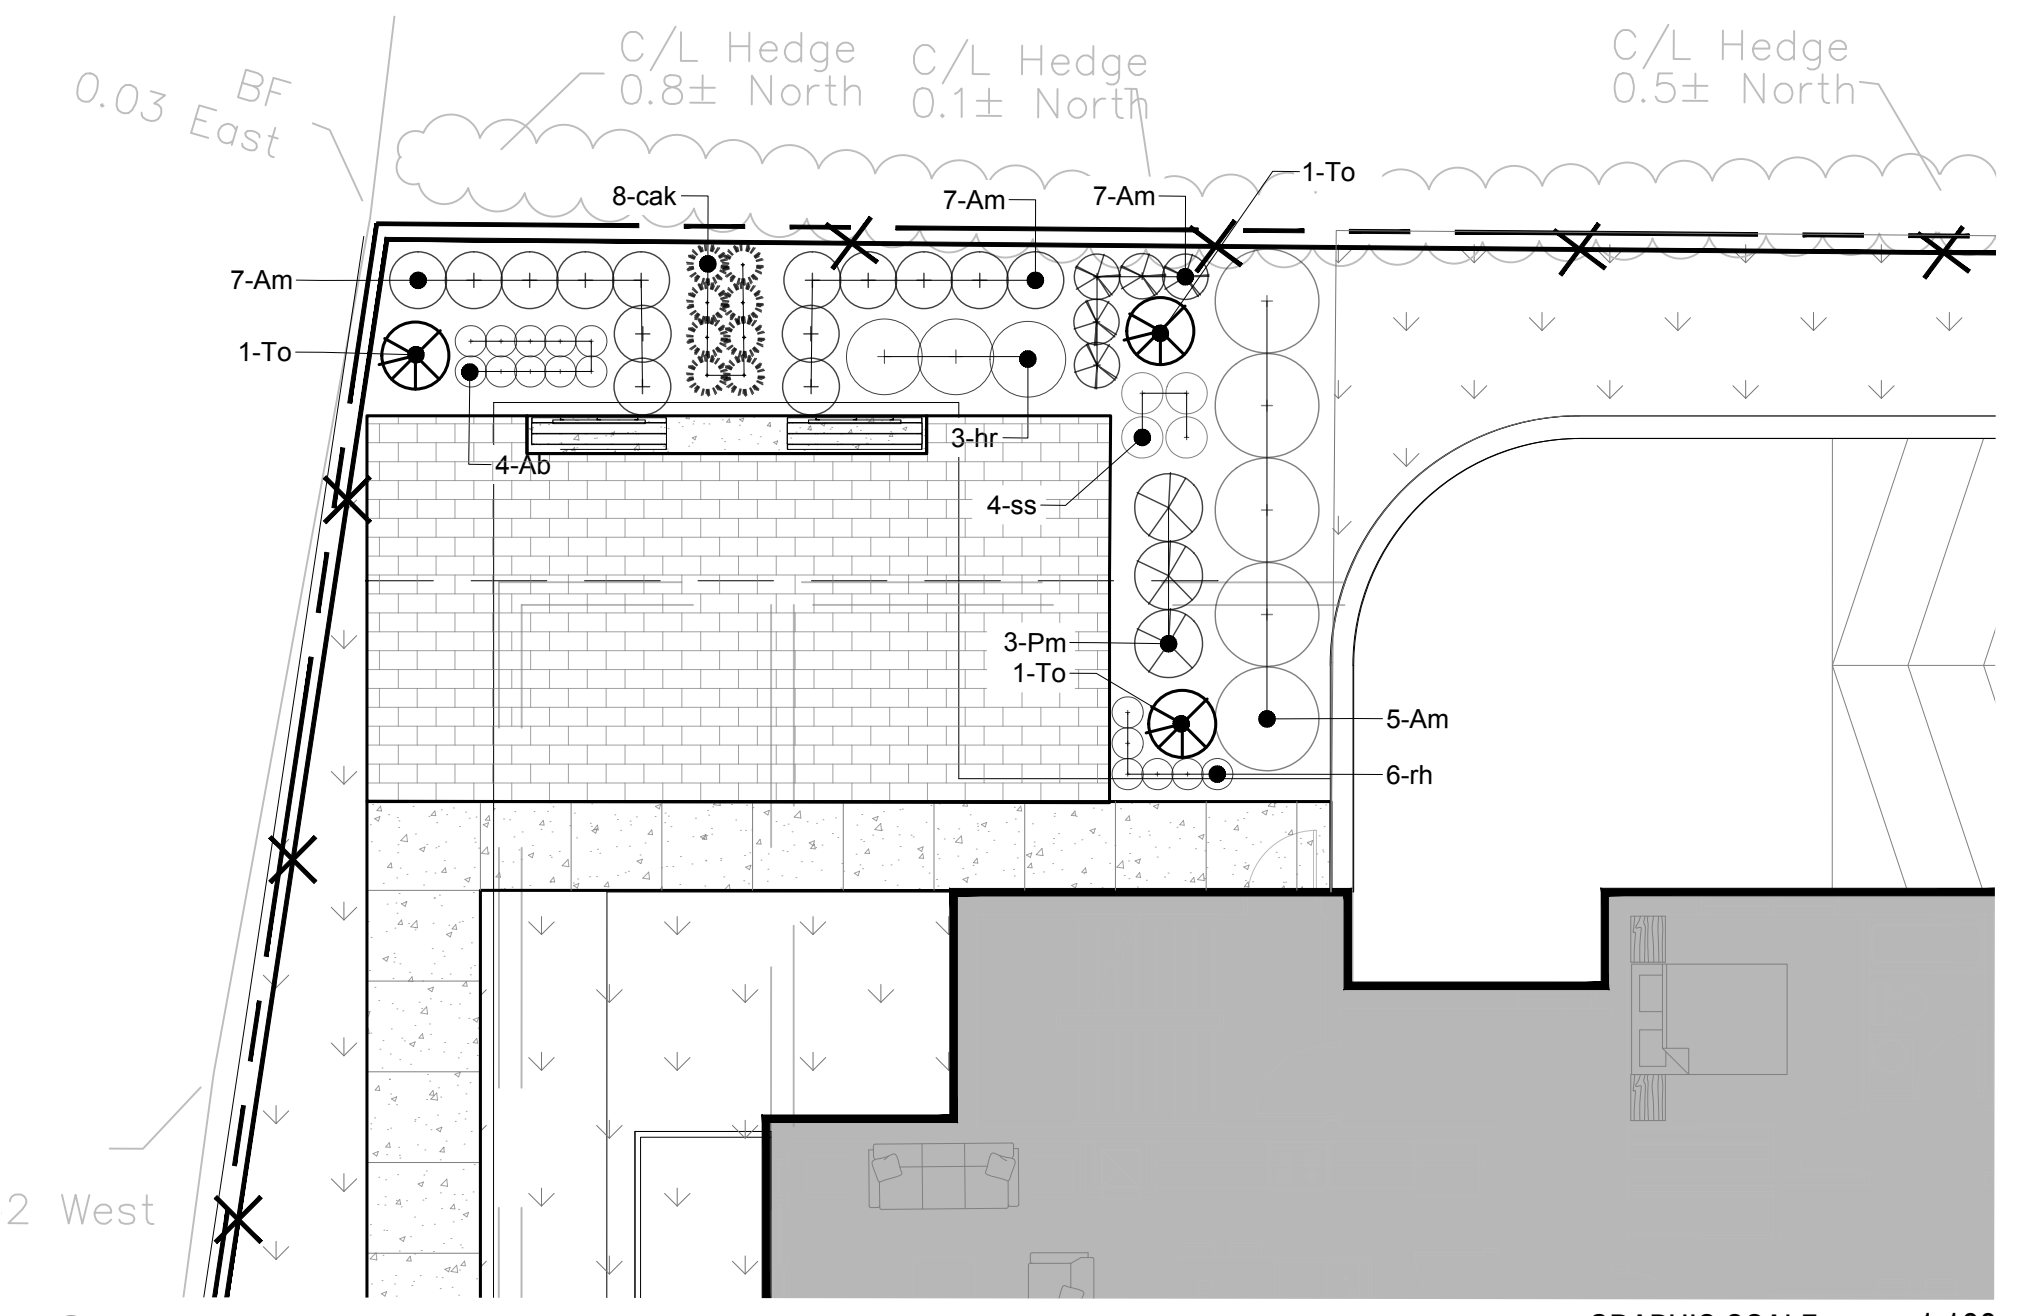 C/L Hedge
0.8± North
C/L Hedge
0.1± North
C/L Hedge
0.5± North
BF
0.03 East
1-To
8-cak
7-Am
7-Am
7-Am
1-To
3-hr
4-Ab
4-ss
3-Pm
1-To
5-Am
6-rh
2 West